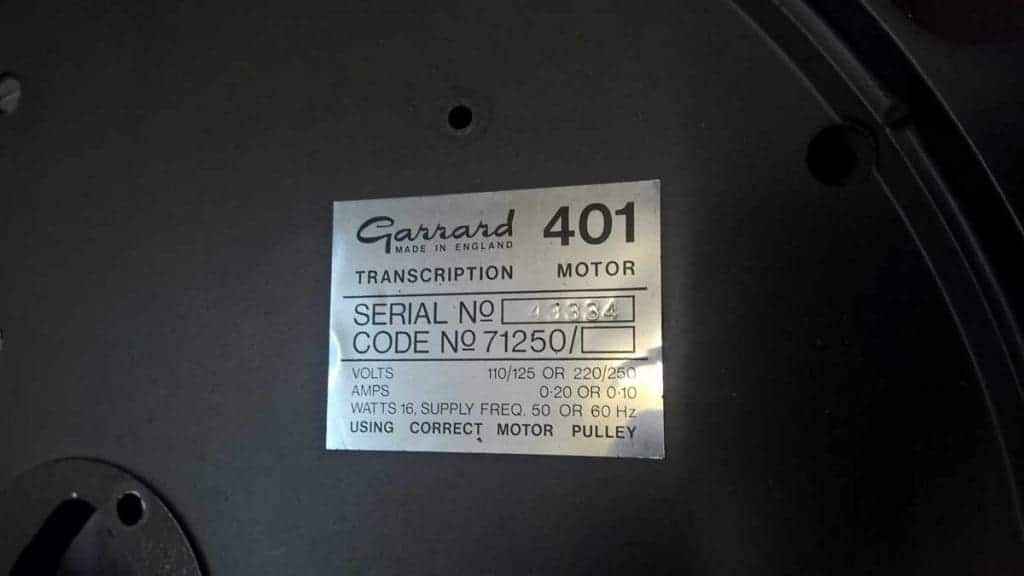 Garrard 401
MADE IN ENGLAND
TRANSCRIPTION MOTOR
SERIAL Nº
CODE Nº 71250/
VOLTS 110/125 OR 220/250
AMPS 0·20 OR 0·10
WATTS 16, SUPPLY FREQ. 50 OR 60 Hz
USING CORRECT MOTOR PULLEY